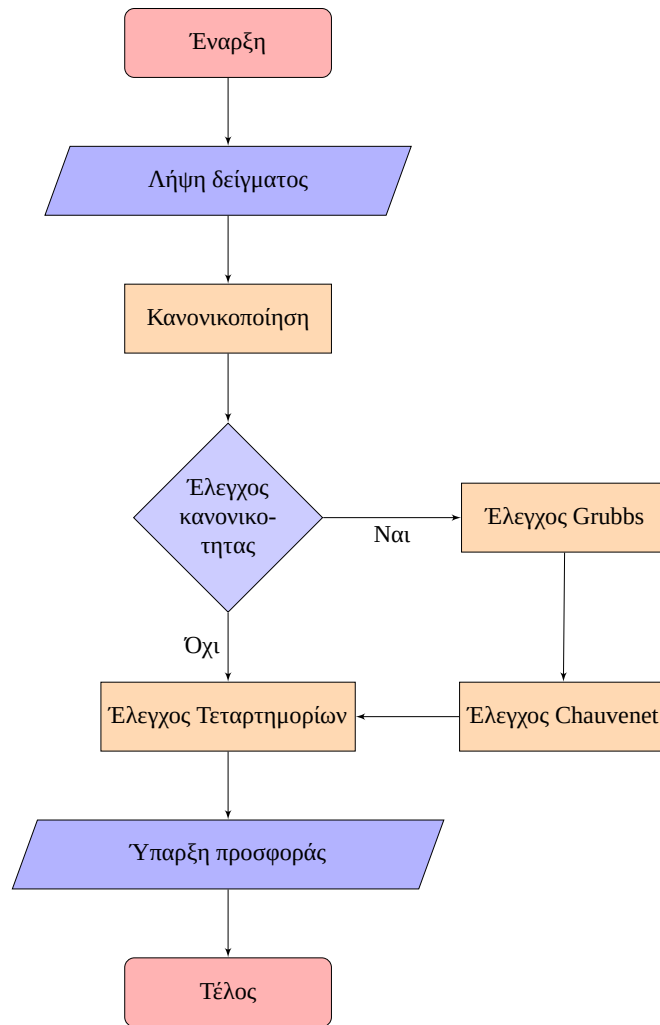 Έναρξη
Λήψη δείγματος
Κανονικοποίηση
Έλεγχος
κανονικο-
τητας
Ναι
Έλεγχος Grubbs
Όχι
Έλεγχος Τεταρτημορίων
Έλεγχος Chauvenet
Ύπαρξη προσφοράς
Τέλος